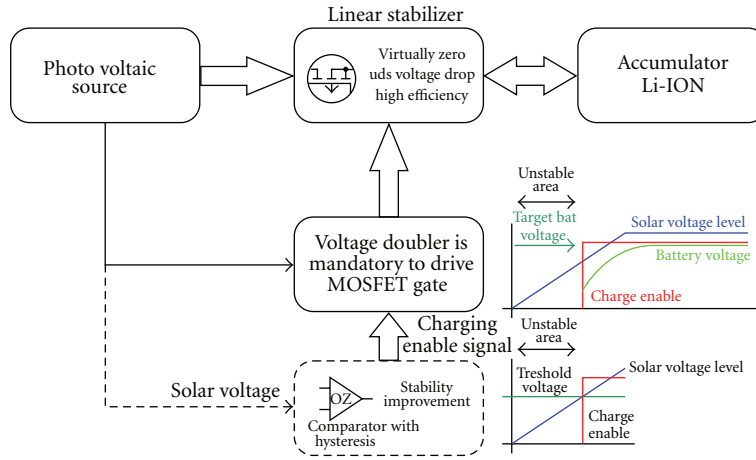 Linear stabilizer
Photo voltaic
source
Virtually zero
uds voltage drop
high efficiency
Accumulator
Li-ION
Unstable
area
Target bat
voltage
Solar voltage level
Battery voltage
Charge enable
Voltage doubler is
mandatory to drive
MOSFET gate
Charging
enable signal
Unstable
area
Solar voltage
OZ
Stability
improvement
Comparator with
hysteresis
Treshold
voltage
Solar voltage level
Charge
enable